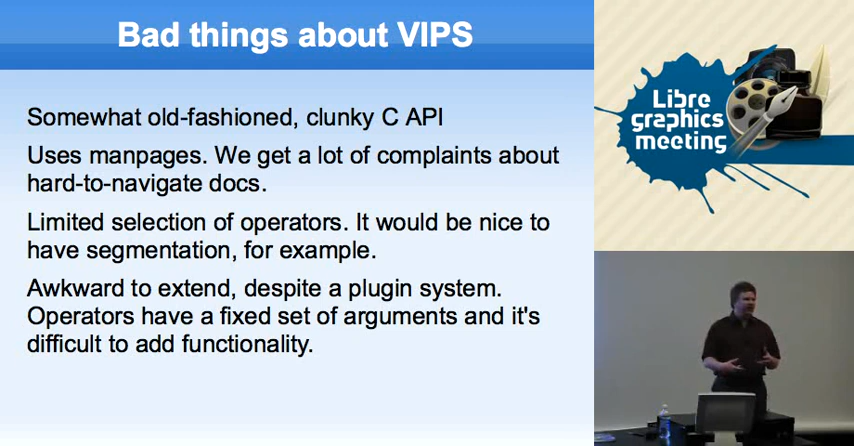 Bad things about VIPS
Somewhat old-fashioned, clunky C API
Uses manpages. We get a lot of complaints about
hard-to-navigate docs.
Limited selection of operators. It would be nice to
have segmentation, for example.
Awkward to extend, despite a plugin system.
Operators have a fixed set of arguments and it's
difficult to add functionality.
Libre
graphics
meeting